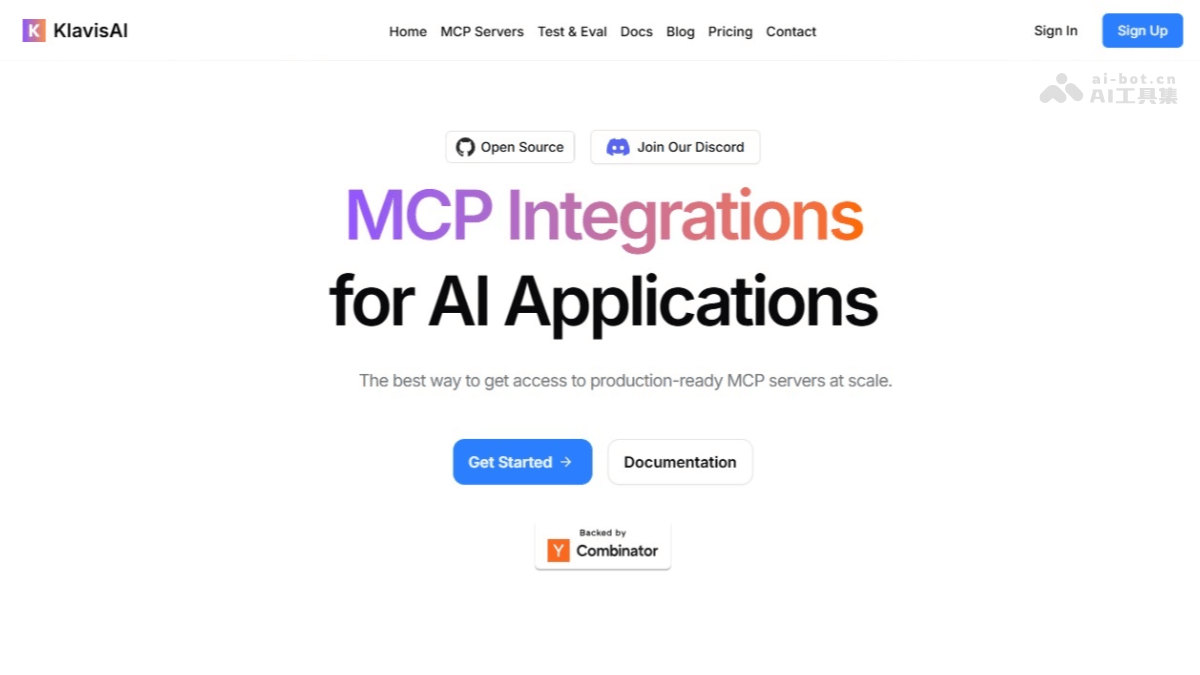 K KlavisAI
Home MCP Servers Test & Eval Docs Blog Pricing Contact
Sign In Sign Up
ai-bot.cn
AI工具集
Open Source Join Our Discord
MCP Integrations
for AI Applications
The best way to get access to production-ready MCP servers at scale.
Get Started → Documentation
Backed by
Y Combinator